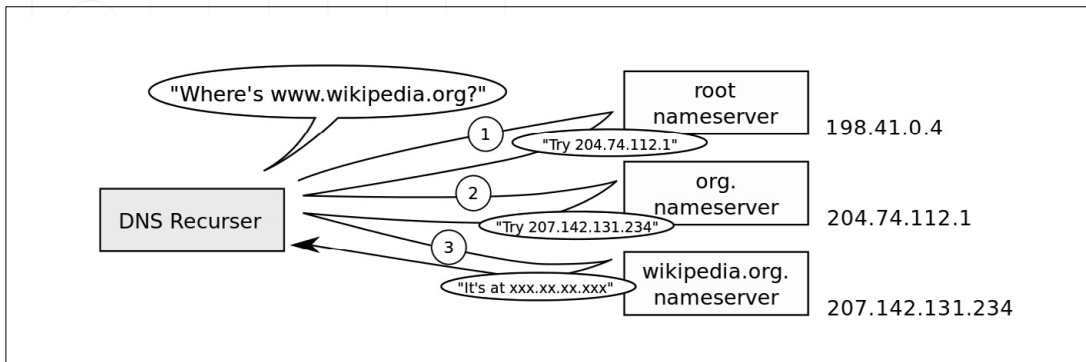 "Where's www.wikipedia.org?"
root
nameserver
198.41.0.4
1
"Try 204.74.112.1"
DNS Recurser
2
org.
nameserver
204.74.112.1
"Try 207.142.131.234"
3
wikipedia.org.
nameserver
207.142.131.234
"It's at xxx.xx.xx.xxx"